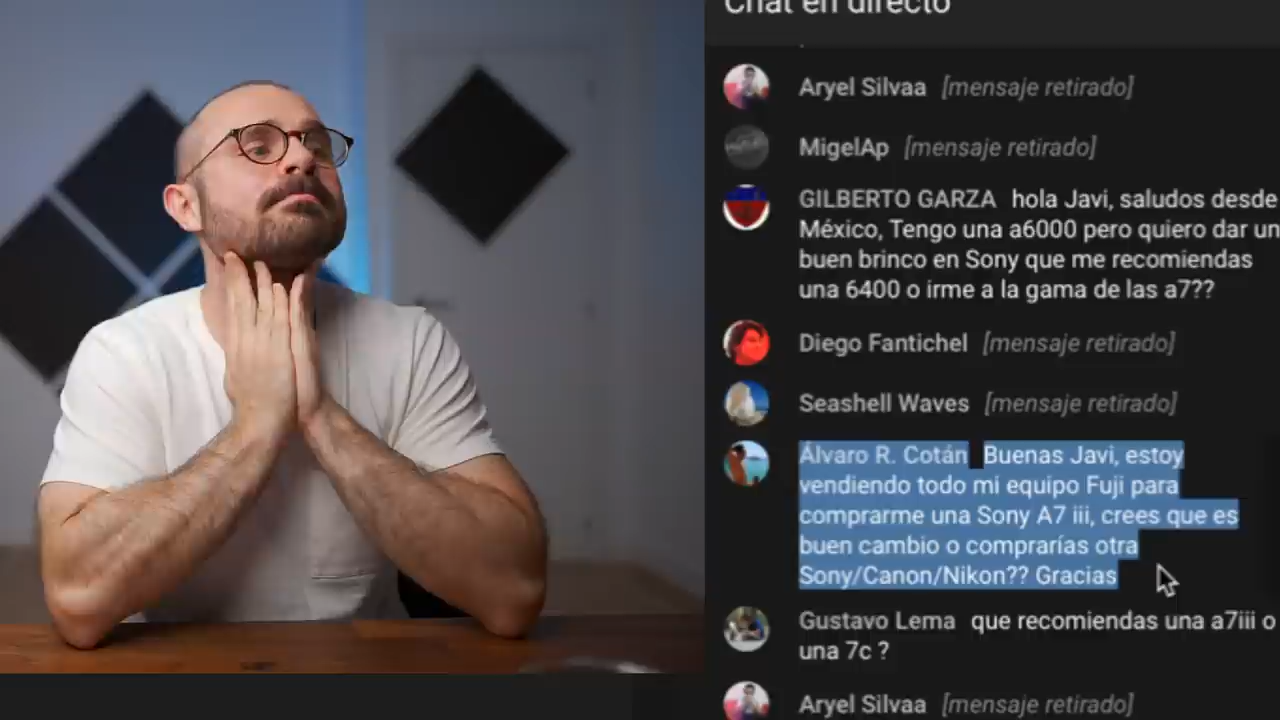 Chat en directo
Aryel Silvaa [mensaje retirado]
MigelAp [mensaje retirado]
GILBERTO GARZA hola Javi, saludos desde
México, Tengo una a6000 pero quiero dar un
buen brinco en Sony que me recomiendas
una 6400 o irme a la gama de las a7??
Diego Fantichel [mensaje retirado]
Seashell Waves [mensaje retirado]
Álvaro R. Cotán Buenas Javi, estoy
vendiendo todo mi equipo Fuji para
comprarme una Sony A7 iii, crees que es
buen cambio o comprarías otra
Sony/Canon/Nikon?? Gracias
Gustavo Lema que recomiendas una a7iii o
una 7c ?
Aryel Silvaa [mensaje retirado]